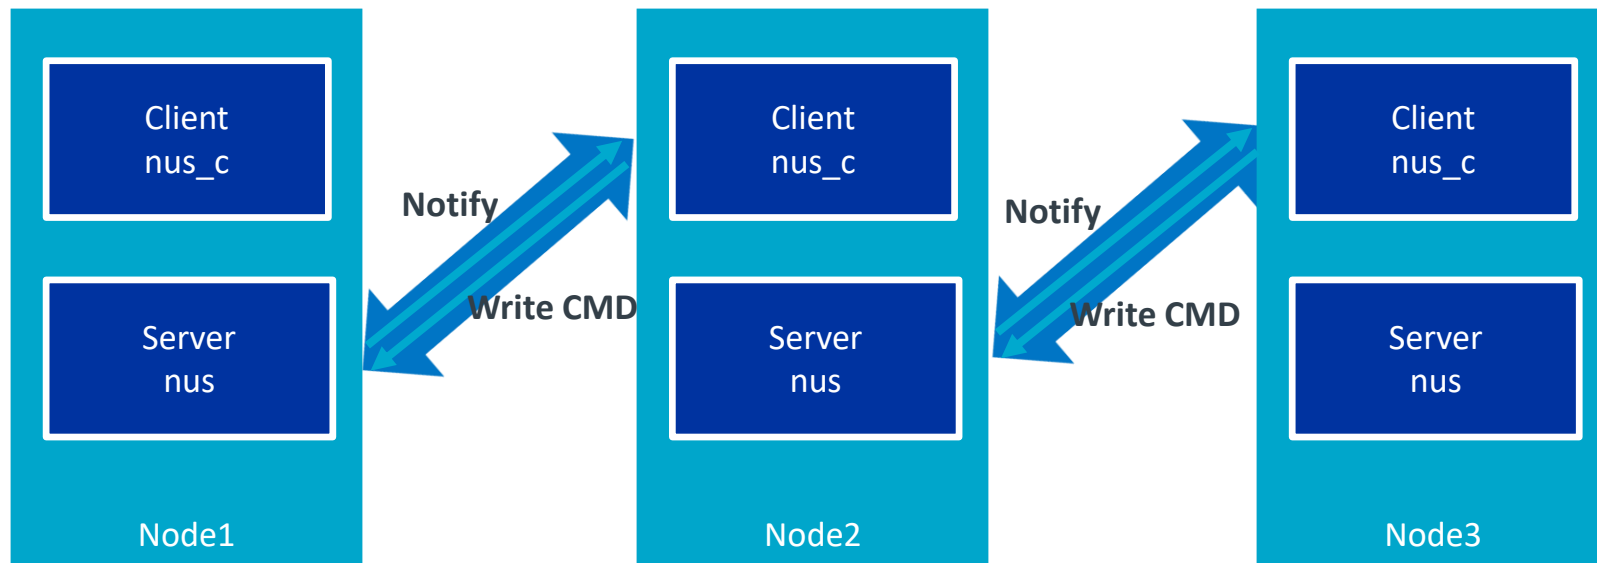 Client
nus_c
Server
nus
Node1
Notify
Write CMD
Client
nus_c
Server
nus
Node2
Notify
Write CMD
Client
nus_c
Server
nus
Node3